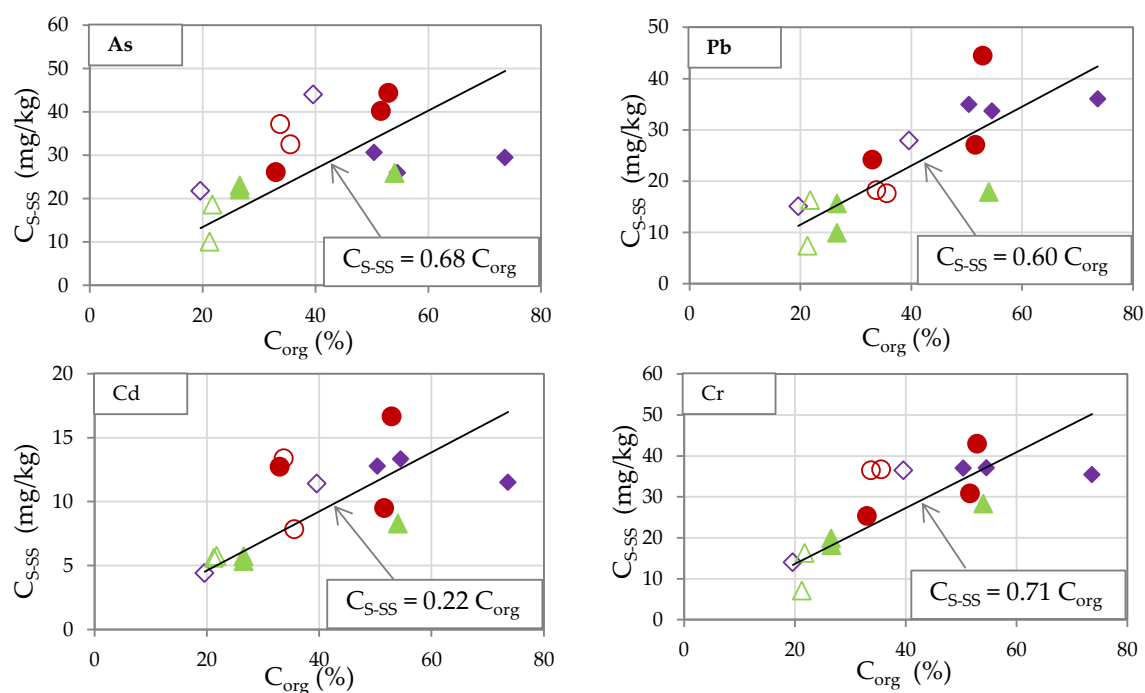 As
C_S-SS (mg/kg)
60
50
40
30
20
10
0
C_S-SS = 0.68 C_org
0 20 40 60 80
C_org (%)
Pb
C_S-SS (mg/kg)
50
40
30
20
10
0
C_S-SS = 0.60 C_org
0 20 40 60 80
C_org (%)
Cd
C_S-SS (mg/kg)
20
15
10
5
0
C_S-SS = 0.22 C_org
0 20 40 60 80
C_org (%)
Cr
C_S-SS (mg/kg)
60
50
40
30
20
10
0
C_S-SS = 0.71 C_org
0 20 40 60 80
C_org (%)